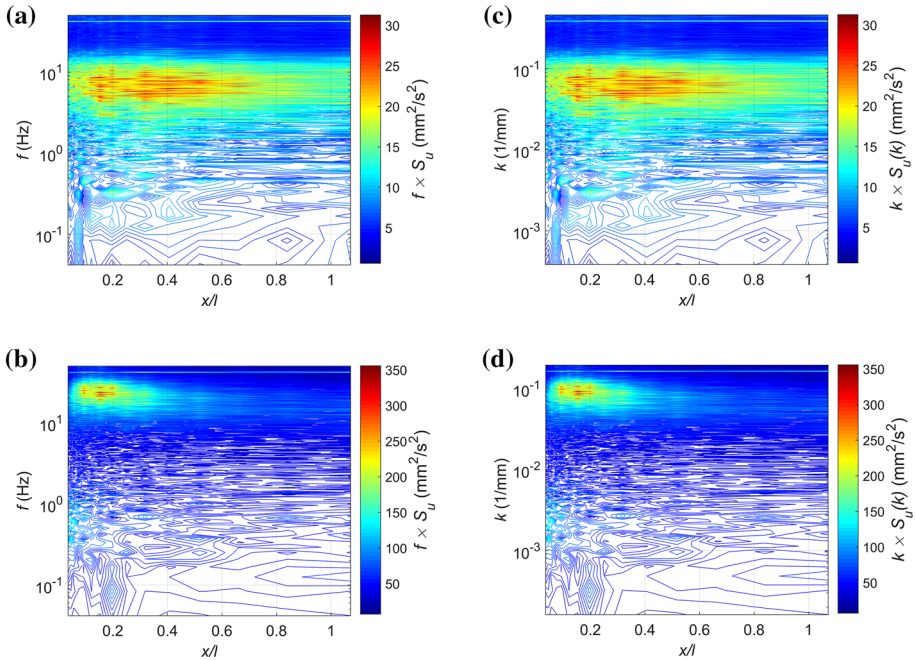 (a)
10^1
10^0
10^-1
f (Hz)
0.2 0.4 0.6 0.8 1
x/l
30
25
20
15
10
5
f × S_u (mm^2/s^2)
(c)
10^-1
10^-2
10^-3
k (1/mm)
0.2 0.4 0.6 0.8 1
x/l
30
25
20
15
10
5
k × S_u(k) (mm^2/s^2)
(b)
10^1
10^0
10^-1
f (Hz)
0.2 0.4 0.6 0.8 1
x/l
350
300
250
200
150
100
50
f × S_u (mm^2/s^2)
(d)
10^-1
10^-2
10^-3
k (1/mm)
0.2 0.4 0.6 0.8 1
x/l
350
300
250
200
150
100
50
k × S_u(k) (mm^2/s^2)